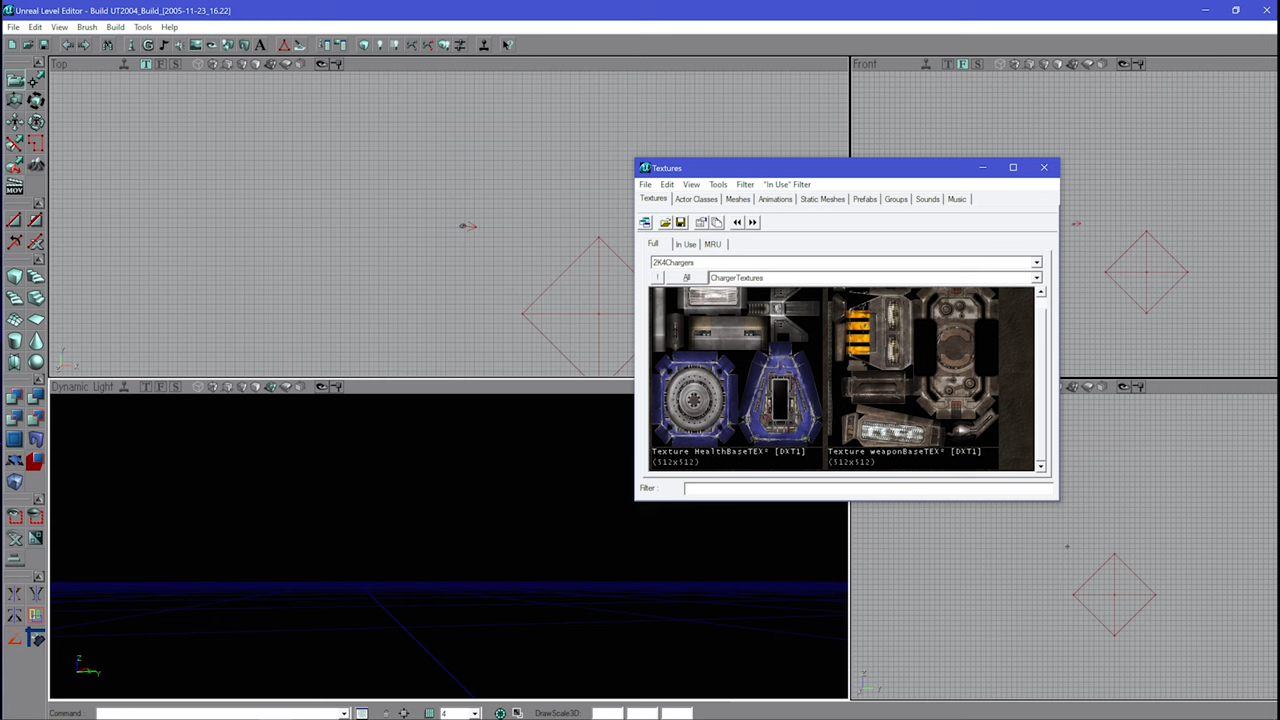 Unreal Level Editor - Build UT2004_Build_[2005-11-23_16.22]
File Edit View Brush Build Tools Help
Top T F S
Front T F S
MOV
Textures
File Edit View Tools Filter "In Use" Filter
Textures Actor Classes Meshes Animations Static Meshes Prefabs Groups Sounds Music
Full In Use MRU
2K4Chargers
! All ChargerTextures
Texture HealthBaseTEX² [DXT1]
(512x512)
Texture weaponBaseTEX² [DXT1]
(512x512)
Filter :
Dynamic Light T F S
Z
Y
Command : 4 DrawScale3D: